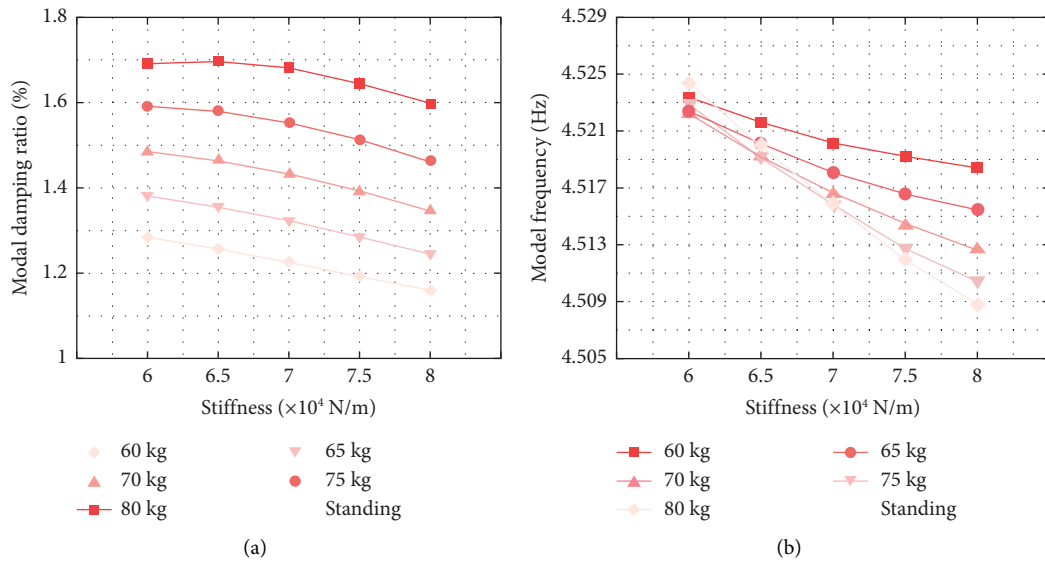 1.8
1.6
1.4
1.2
1
Modal damping ratio (%)
6 6.5 7 7.5 8
Stiffness (×10⁴ N/m)
60 kg 65 kg
70 kg 75 kg
80 kg Standing
(a)
4.529
4.525
4.521
4.517
4.513
4.509
4.505
Model frequency (Hz)
6 6.5 7 7.5 8
Stiffness (×10⁴ N/m)
60 kg 65 kg
70 kg 75 kg
80 kg Standing
(b)